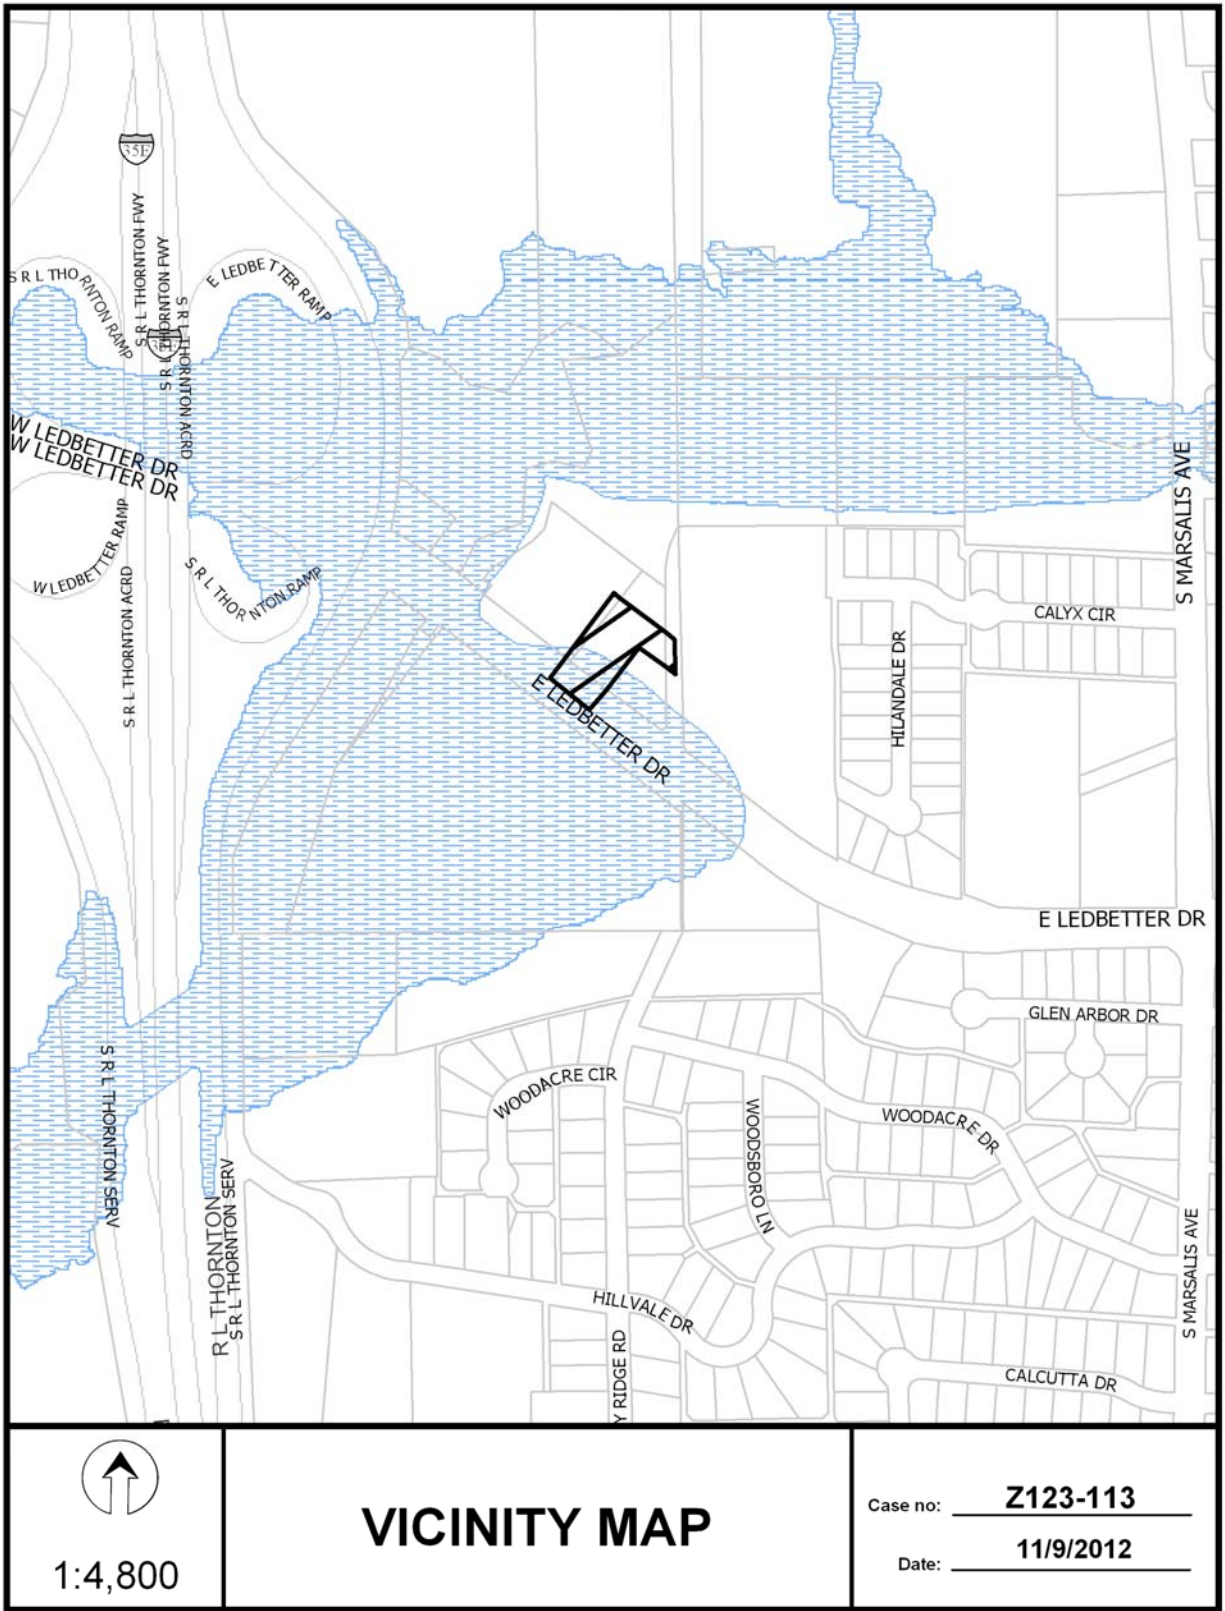 35E
S R L THORNTON FWY
S R L THORNTON FWY
S R L THORNTON RAMP
E LEDBETTER RAMP
S R L THORNTON ACRD
W LEDBETTER DR
W LEDBETTER DR
W LEDBETTER RAMP
S R L THORNTON RAMP
S R L THORNTON ACRD
S MARSALIS AVE
CALYX CIR
HILANDALE DR
E LEDBETTER DR
E LEDBETTER DR
GLEN ARBOR DR
WOODACRE CIR
WOODSBORO LN
WOODACRE DR
S R L THORNTON SERV
R L THORNTON
S R L THORNTON SERV
HILLVALE DR
Y RIDGE RD
S MARSALIS AVE
CALCUTTA DR
1:4,800
VICINITY MAP
Case no: Z123-113
Date: 11/9/2012